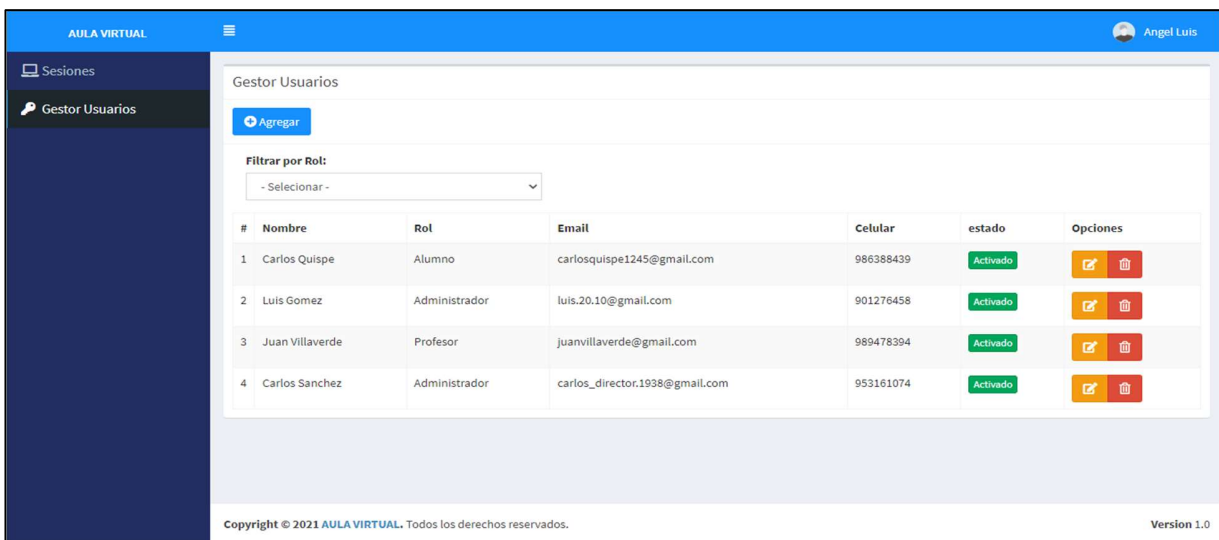 AULA VIRTUAL
Angel Luis
Sesiones
Gestor Usuarios
Gestor Usuarios
Agregar
Filtrar por Rol:
- Selecionar -
# Nombre Rol Email Celular estado Opciones
1 Carlos Quispe Alumno carlosquispe1245@gmail.com 986388439 Activado
2 Luis Gomez Administrador luis.20.10@gmail.com 901276458 Activado
3 Juan Villaverde Profesor juanvillaverde@gmail.com 989478394 Activado
4 Carlos Sanchez Administrador carlos_director.1938@gmail.com 953161074 Activado
Copyright © 2021 AULA VIRTUAL. Todos los derechos reservados. Version 1.0